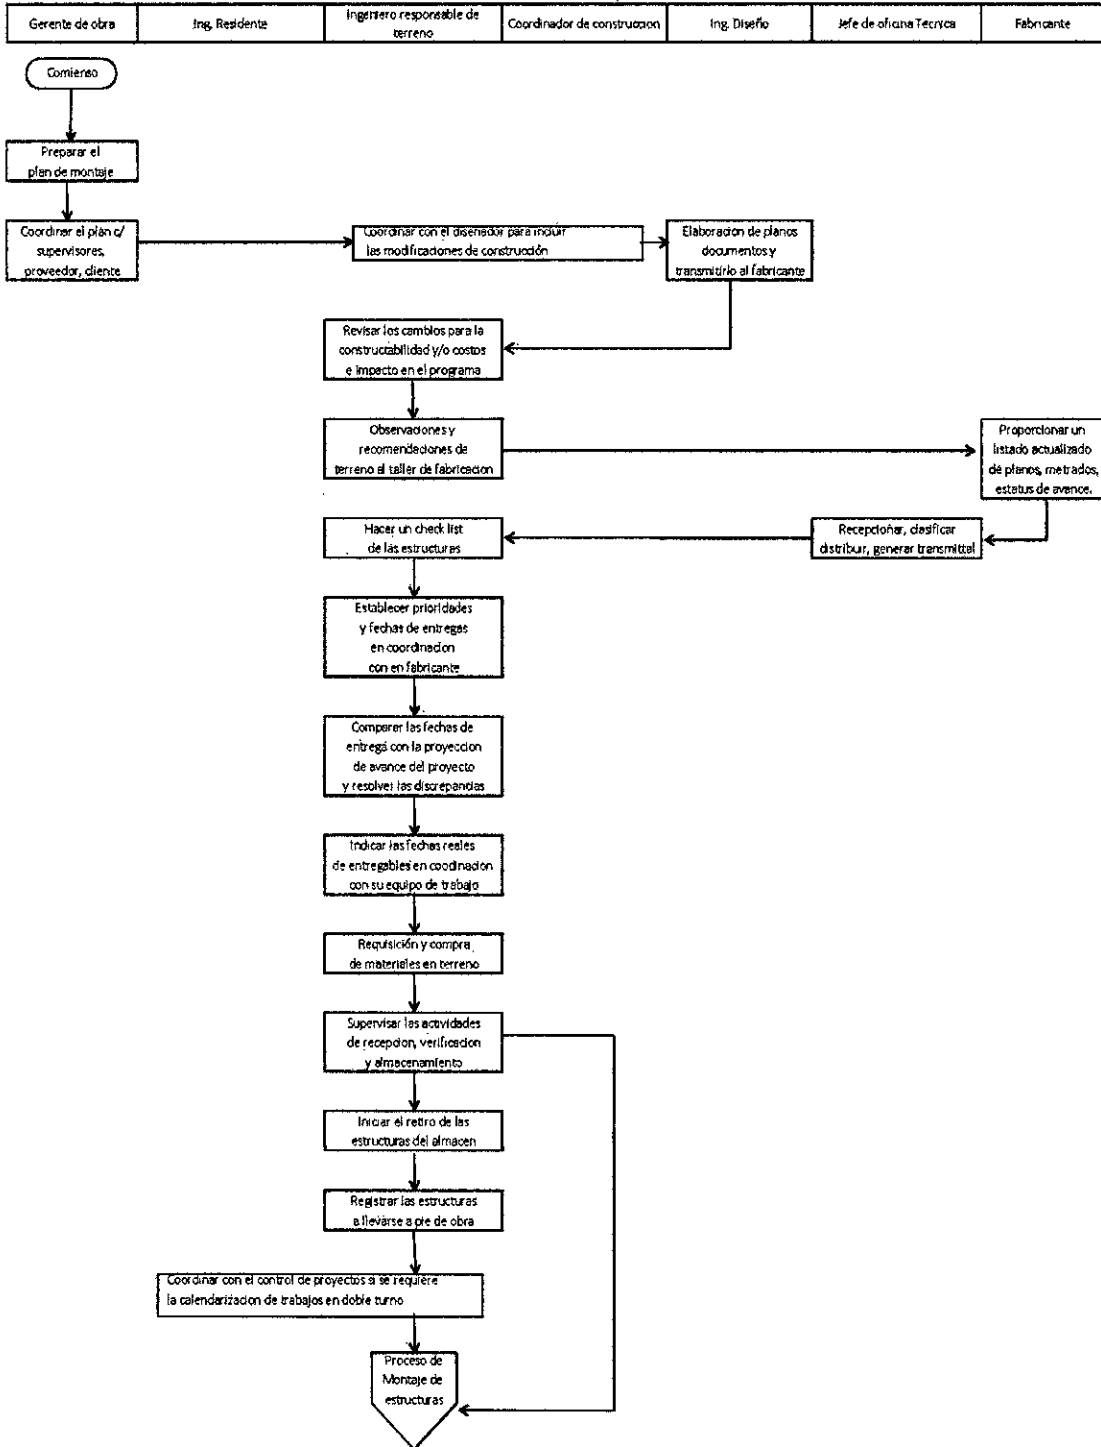 Gerente de obra
Ing. Residente
Ingeniero responsable de
terreno
Coordinador de construccion
Ing. Diseño
Jefe de oficina Tecnica
Fabricante
Comienso
Preparar el
plan de montaje
Coordinar el plan c/
supervisores,
proveedor, cliente
Coordinar con el diseñador para incluir
las modificaciones de construcción
Elaboracion de planos
documentos y
transmitirlo al fabricante
Revisar los cambios para la
constructabilidad y/o costos
e impacto en el programa
Observaciones y
recomendaciones de
terreno al taller de fabricacion
Proporcionar un
listado actualizado
de planos, metrados,
estatus de avance.
Hacer un check list
de las estructuras
Recepcionar, clasificar
distribuir, generar transmittal
Establecer prioridades
y fechas de entregas
en coordinacion
con en fabricante
Comparar las fechas de
entrega con la proyeccion
de avance del proyecto
y resolver las discrepancias
Indicar las fechas reales
de entregables en coodinacion
con su equipo de trabajo
Requisición y compra
de materiales en terreno
Supervisar las actividades
de recepcion, verificacion
y almacenamiento
Iniciar el retiro de las
estructuras del almacen
Registrar las estructuras
a llevarse a pie de obra
Coordinar con el control de proyectos si se requiere
la calendarización de trabajos en doble turno
Proceso de
Montaje de
estructuras